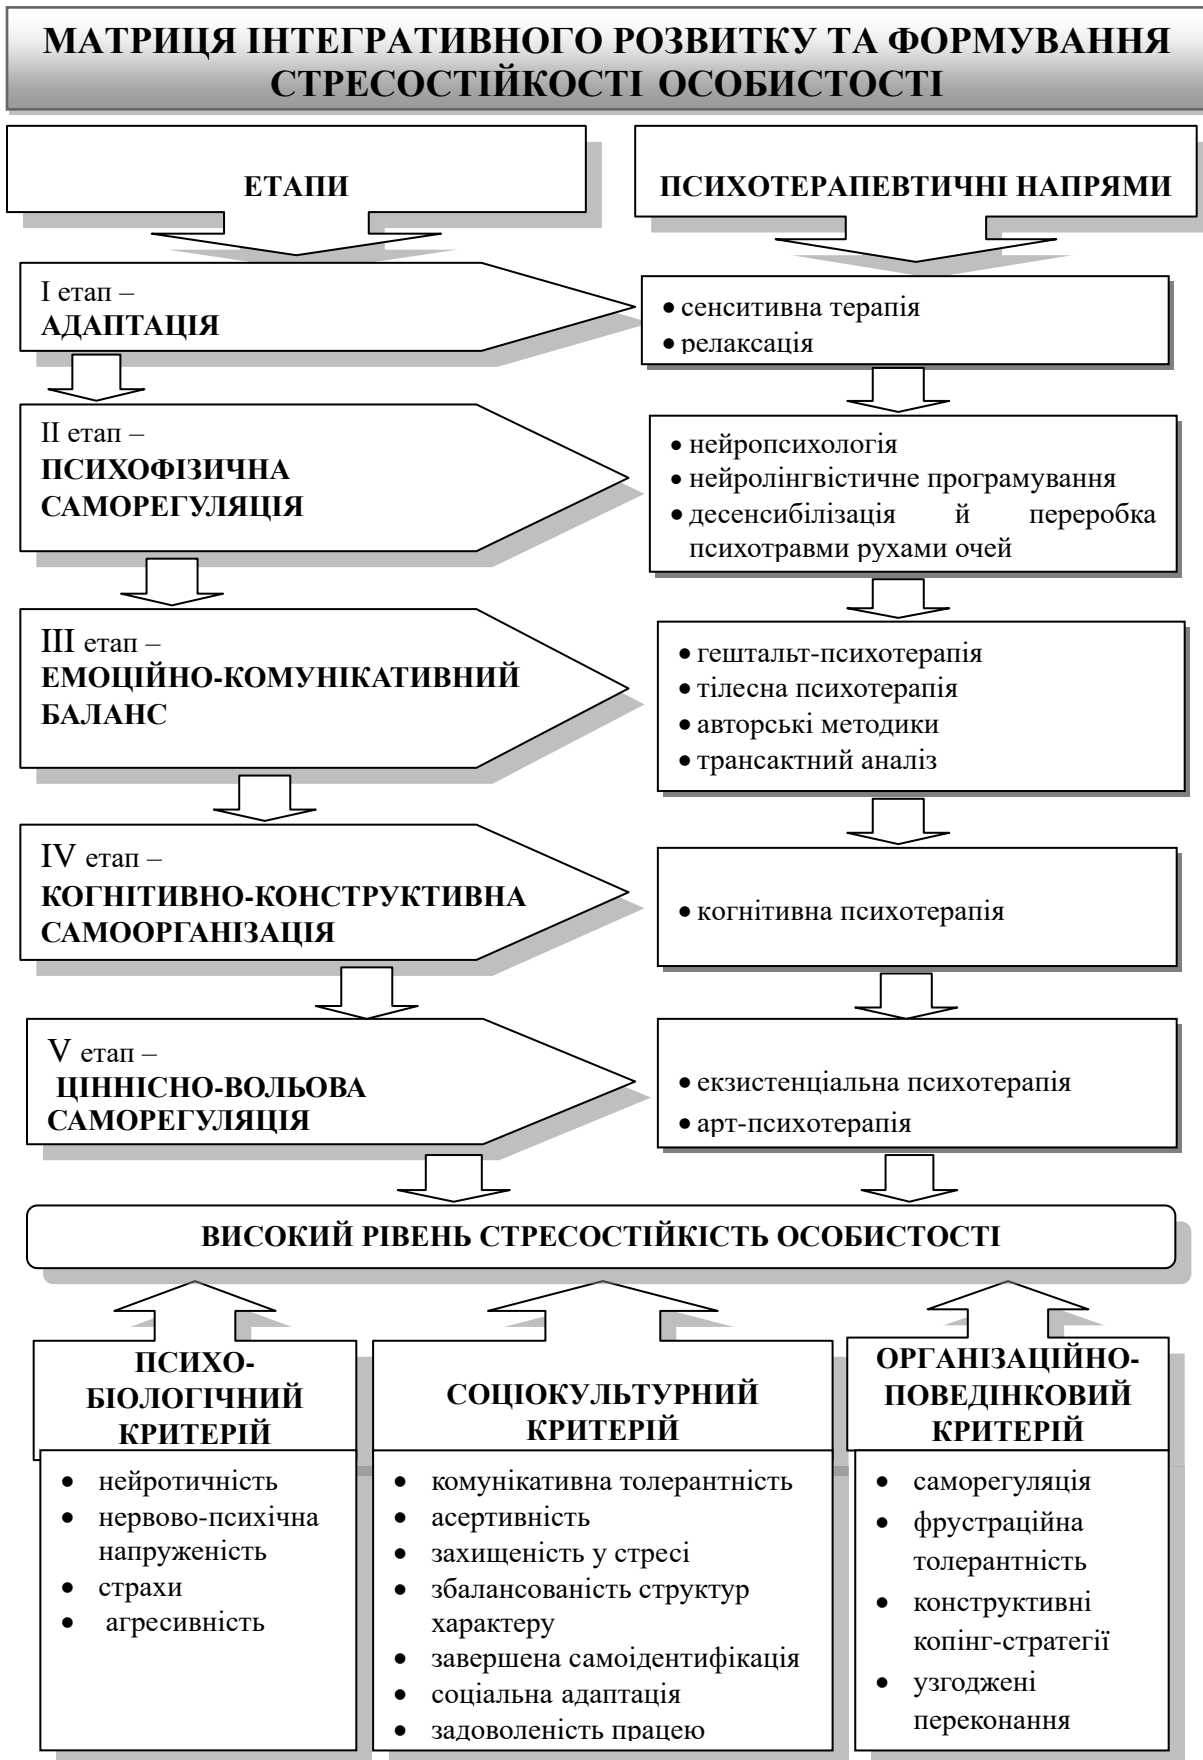 МАТРИЦЯ ІНТЕГРАТИВНОГО РОЗВИТКУ ТА ФОРМУВАННЯ
СТРЕСОСТІЙКОСТІ ОСОБИСТОСТІ
ЕТАПИ
ПСИХОТЕРАПЕВТИЧНІ НАПРЯМИ
I етап –
АДАПТАЦІЯ
• сенситивна терапія
• релаксація
II етап –
ПСИХОФІЗИЧНА
САМОРЕГУЛЯЦІЯ
• нейропсихологія
• нейролінгвістичне програмування
• десенсибілізація й переробка
психотравми рухами очей
III етап –
ЕМОЦІЙНО-КОМУНІКАТИВНИЙ
БАЛАНС
• гештальт-психотерапія
• тілесна психотерапія
• авторські методики
• трансактний аналіз
IV етап –
КОГНІТИВНО-КОНСТРУКТИВНА
САМООРГАНІЗАЦІЯ
• когнітивна психотерапія
V етап –
ЦІННІСНО-ВОЛЬОВА
САМОРЕГУЛЯЦІЯ
• екзистенціальна психотерапія
• арт-психотерапія
ВИСОКИЙ РІВЕНЬ СТРЕСОСТІЙКІСТЬ ОСОБИСТОСТІ
ПСИХО-
БІОЛОГІЧНИЙ
КРИТЕРІЙ
• нейротичність
• нервово-психічна
напруженість
• страхи
• агресивність
СОЦІОКУЛЬТУРНИЙ
КРИТЕРІЙ
• комунікативна толерантність
• асертивність
• захищеність у стресі
• збалансованість структур
характеру
• завершена самоідентифікація
• соціальна адаптація
• задоволеність працею
ОРГАНІЗАЦІЙНО-
ПОВЕДІНКОВИЙ
КРИТЕРІЙ
• саморегуляція
• фрустраційна
толерантність
• конструктивні
копінг-стратегії
• узгоджені
переконання